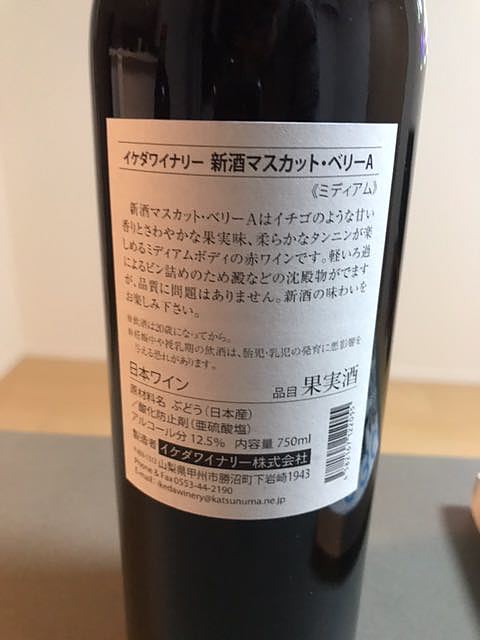 イケダワイナリー 新酒マスカット・ベリーA
《ミディアム》
新酒マスカット・ベリーAはイチゴのような甘い
香りとさわやかな果実味、柔らかなタンニンが楽
しめるミディアムボディの赤ワインです。軽いろ過
によるビン詰めのため澱などの沈殿物がでます
が、品質に問題はありません。新酒の味わいを
お楽しみ下さい。
飲酒は20歳になってから。
妊娠中や授乳期の飲酒は、胎児・乳児の発育に悪影響を
与える恐れがあります。
日本ワイン 品目 果実酒
原材料名 ぶどう(日本産)
/酸化防止剤(亜硫酸塩)
アルコール分 12.5% 内容量 750ml
製造者 イケダワイナリー株式会社
山梨県甲州市勝沼町下岩崎1943
Phone & Fax 0553-44-2190
Email: ikedawinery@katsunuma.ne.jp